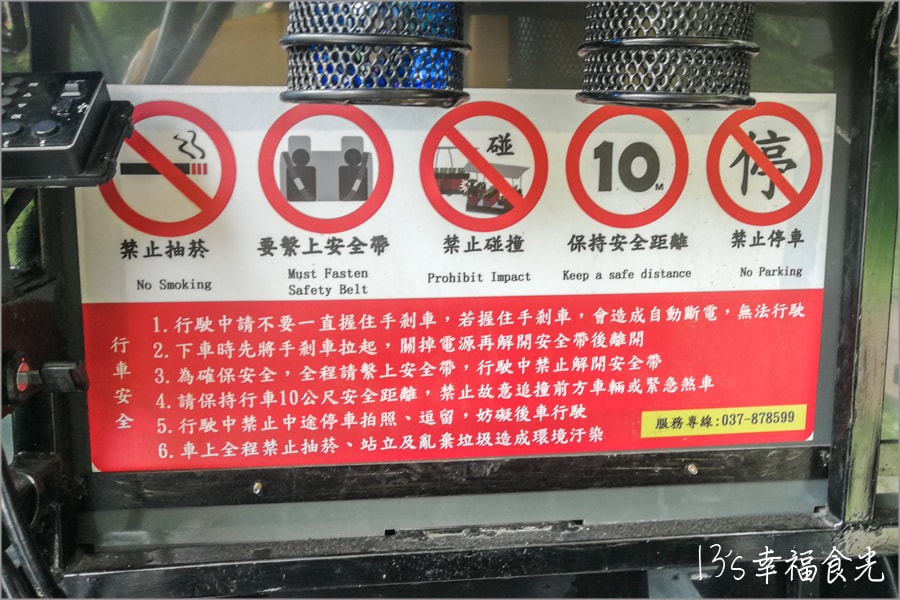 碰
10M
停
禁止抽菸
要繫上安全帶
禁止碰撞
保持安全距離
禁止停車
No Smoking
Must Fasten
Safety Belt
Prohibit Impact
Keep a safe distance
No Parking
行車安全
1. 行駛中請不要一直握住手剎車，若握住手剎車，會造成自動斷電，無法行駛
2. 下車時先將手剎車拉起，關掉電源再解開安全帶後離開
3. 為確保安全，全程請繫上安全帶，行駛中禁止解開安全帶
4. 請保持行車10公尺安全距離，禁止故意追撞前方車輛或緊急煞車
5. 行駛中禁止中途停車拍照、逗留，妨礙後車行駛
6. 車上全程禁止抽菸、站立及亂棄垃圾造成環境汙染
服務專線:037-878599
13's幸福食光